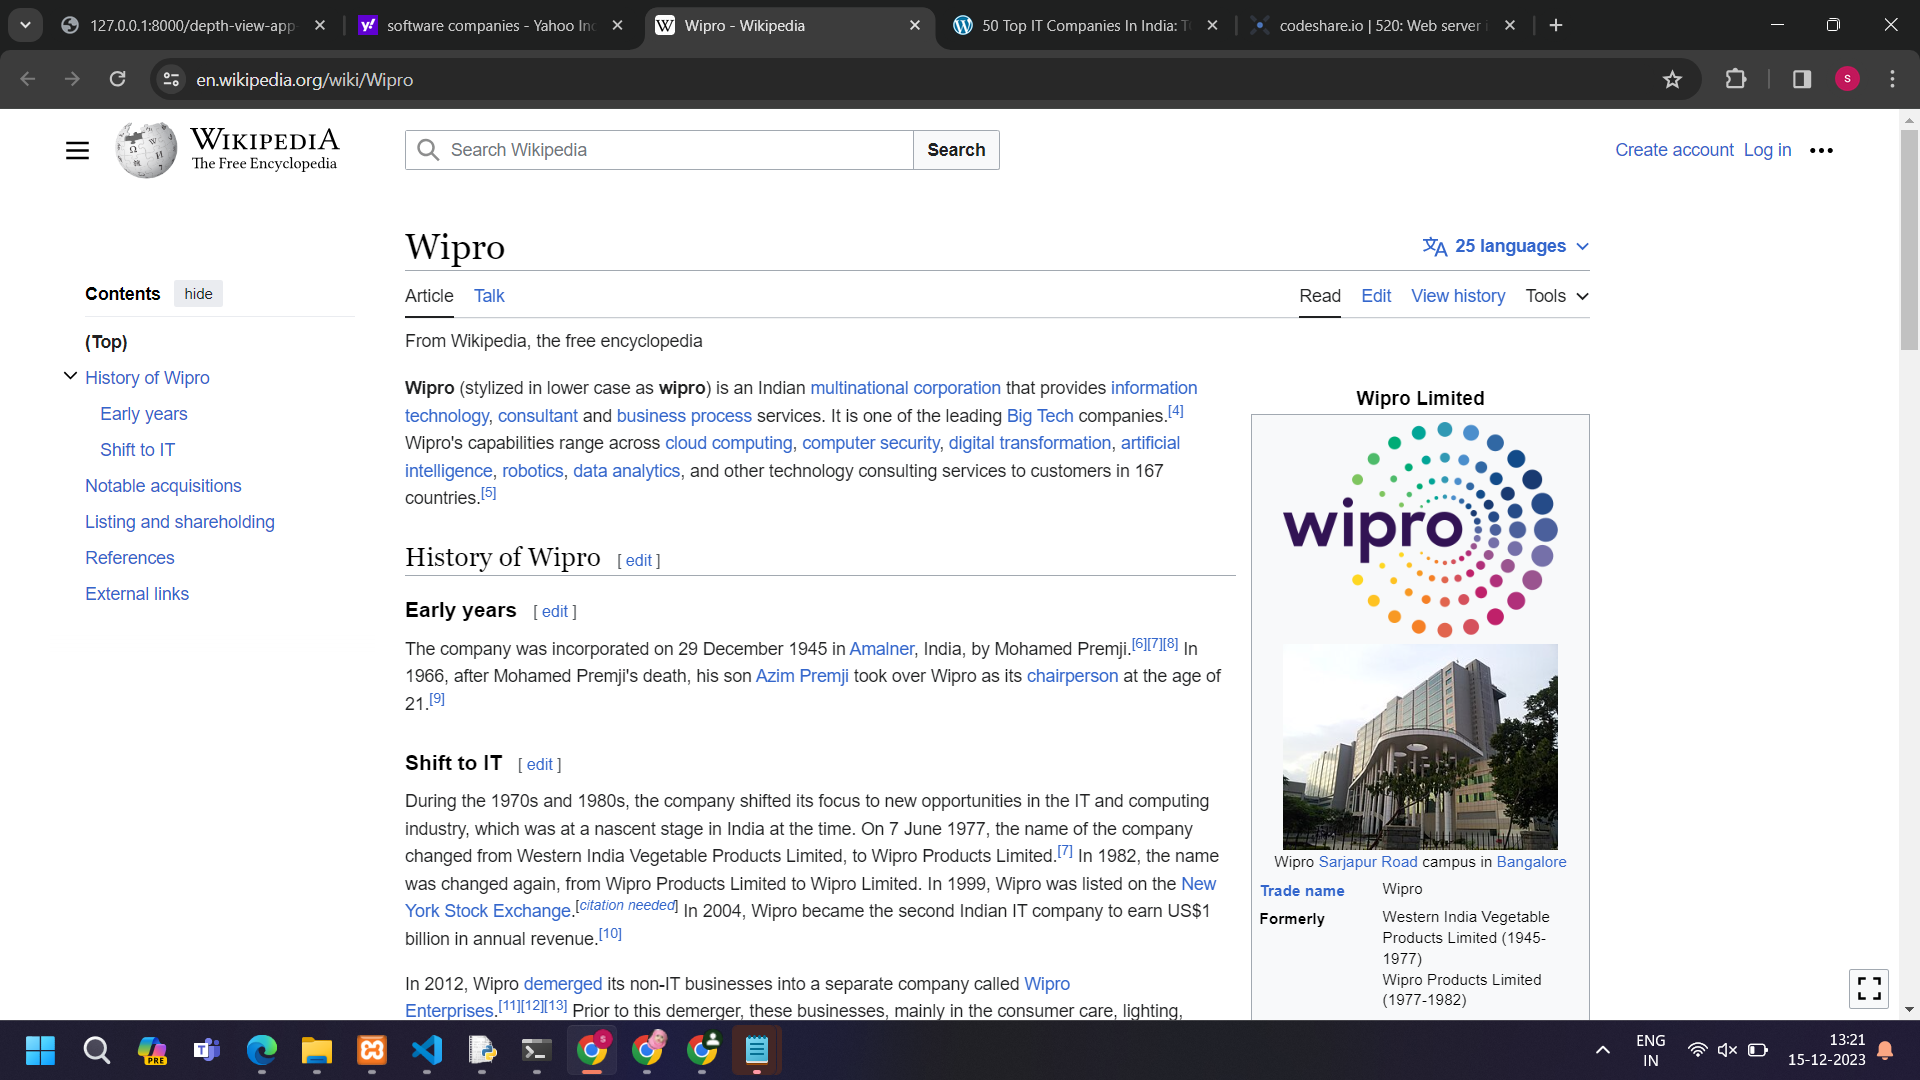 127.0.0.1:8000/depth-view-app
software companies - Yahoo Inc
Wipro - Wikipedia
50 Top IT Companies In India: T
codeshare.io | 520: Web server i
en.wikipedia.org/wiki/Wipro
S
WIKIPEDIA
The Free Encyclopedia
Search Wikipedia
Search
Create account Log in
Wipro
25 languages
Contents hide
Article Talk
Read Edit View history Tools
(Top)
History of Wipro
Early years
Shift to IT
Notable acquisitions
Listing and shareholding
References
External links
From Wikipedia, the free encyclopedia
Wipro (stylized in lower case as wipro) is an Indian multinational corporation that provides information
technology, consultant and business process services. It is one of the leading Big Tech companies.[4]
Wipro's capabilities range across cloud computing, computer security, digital transformation, artificial
intelligence, robotics, data analytics, and other technology consulting services to customers in 167
countries.[5]
History of Wipro [ edit ]
Early years [ edit ]
The company was incorporated on 29 December 1945 in Amalner, India, by Mohamed Premji.[6][7][8] In
1966, after Mohamed Premji's death, his son Azim Premji took over Wipro as its chairperson at the age of
21.[9]
Shift to IT [ edit ]
During the 1970s and 1980s, the company shifted its focus to new opportunities in the IT and computing
industry, which was at a nascent stage in India at the time. On 7 June 1977, the name of the company
changed from Western India Vegetable Products Limited, to Wipro Products Limited.[7] In 1982, the name
was changed again, from Wipro Products Limited to Wipro Limited. In 1999, Wipro was listed on the New
York Stock Exchange.[citation needed] In 2004, Wipro became the second Indian IT company to earn US$1
billion in annual revenue.[10]
In 2012, Wipro demerged its non-IT businesses into a separate company called Wipro
Enterprises.[11][12][13] Prior to this demerger, these businesses, mainly in the consumer care, lighting,
Wipro Limited
wipro
Wipro Sarjapur Road campus in Bangalore
Trade name Wipro
Formerly Western India Vegetable
Products Limited (1945-
1977)
Wipro Products Limited
(1977-1982)
PRE
ENG
IN
13:21
15-12-2023